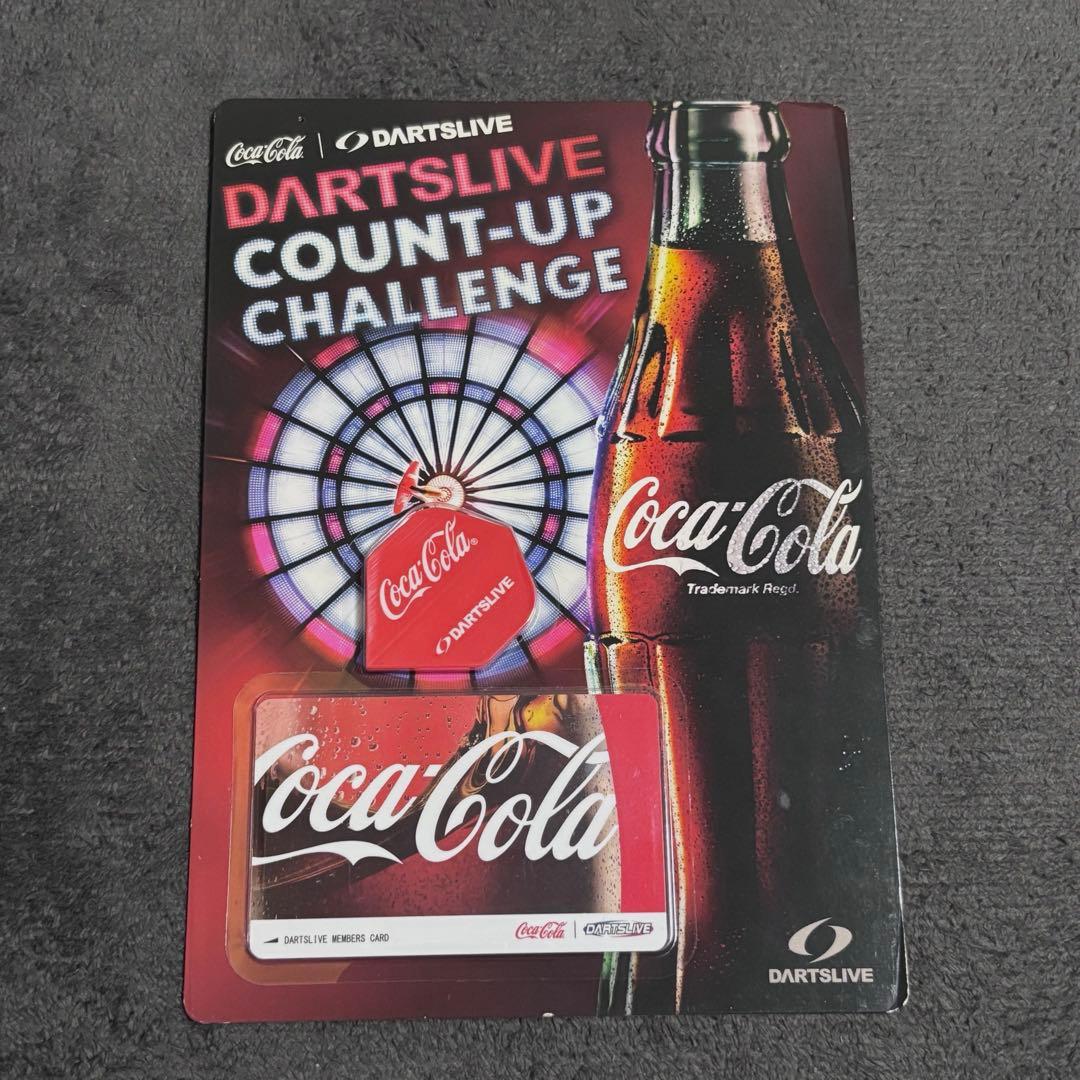 Coca-Cola | DARTSLIVE
DARTSLIVE
COUNT-UP
CHALLENGE
Coca-Cola
Trademark Regd.
Coca-Cola®
DARTSLIVE
Coca-Cola
DARTSLIVE MEMBERS CARD
Coca-Cola | DARTSLIVE
DARTSLIVE